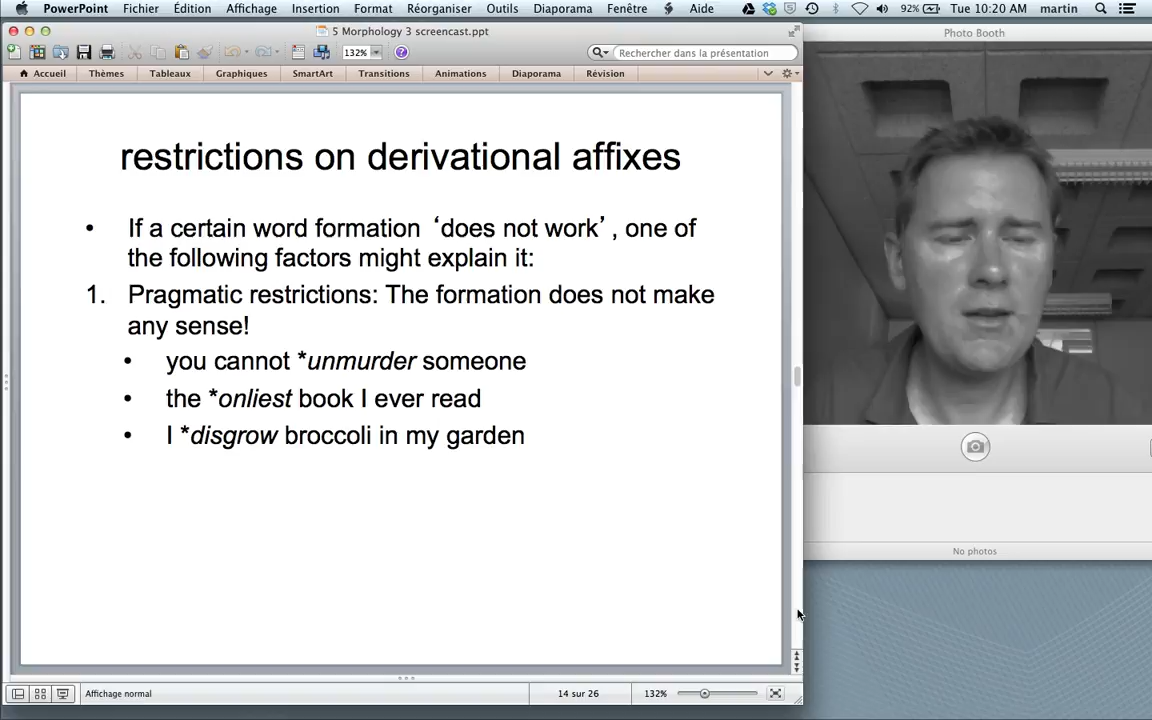 PowerPoint Fichier Édition Affichage Insertion Format Réorganiser Outils Diaporama Fenêtre Aide 92% Tue 10:20 AM martin
5 Morphology 3 screencast.ppt
Photo Booth
132% Rechercher dans la présentation
Accueil Thèmes Tableaux Graphiques SmartArt Transitions Animations Diaporama Révision
restrictions on derivational affixes
• If a certain word formation ‘does not work’, one of
the following factors might explain it:
1. Pragmatic restrictions: The formation does not make
any sense!
• you cannot *unmurder someone
• the *onliest book I ever read
• I *disgrow broccoli in my garden
No photos
Affichage normal 14 sur 26 132%